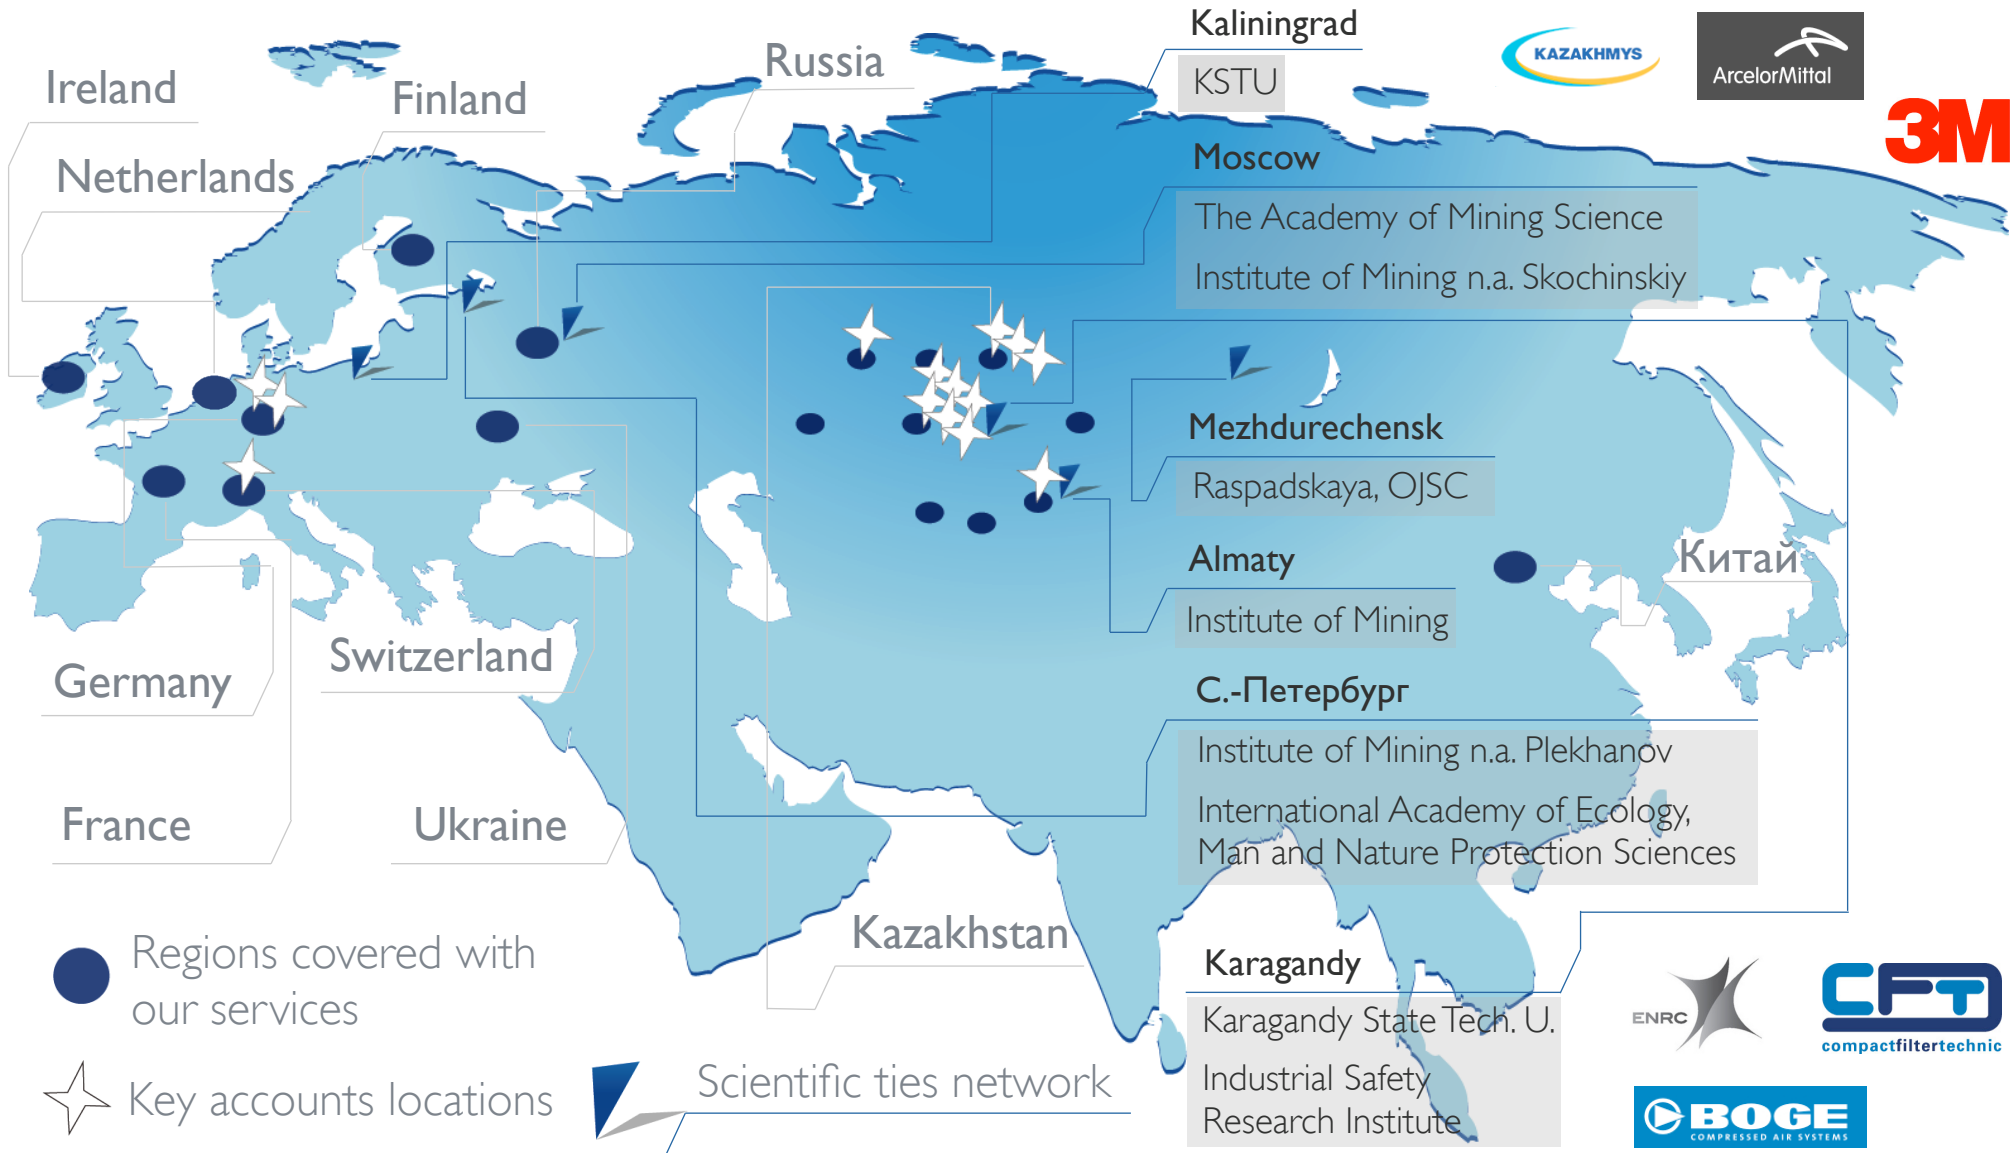 Ireland
Finland
Russia
Netherlands
Kaliningrad
KSTU
KAZAKHMYS
ArcelorMittal
3M
Moscow
The Academy of Mining Science
Institute of Mining n.a. Skochinskiy
Mezhdurechensk
Raspadskaya, OJSC
Китай
Almaty
Institute of Mining
Germany
Switzerland
С.-Петербург
Institute of Mining n.a. Plekhanov
International Academy of Ecology,
Man and Nature Protection Sciences
France
Ukraine
Kazakhstan
Karagandy
Karagandy State Tech. U.
Industrial Safety
Research Institute
Regions covered with
our services
Key accounts locations
Scientific ties network
ENRC
CFT
compactfiltertechnic
BOGE
COMPRESSED AIR SYSTEMS